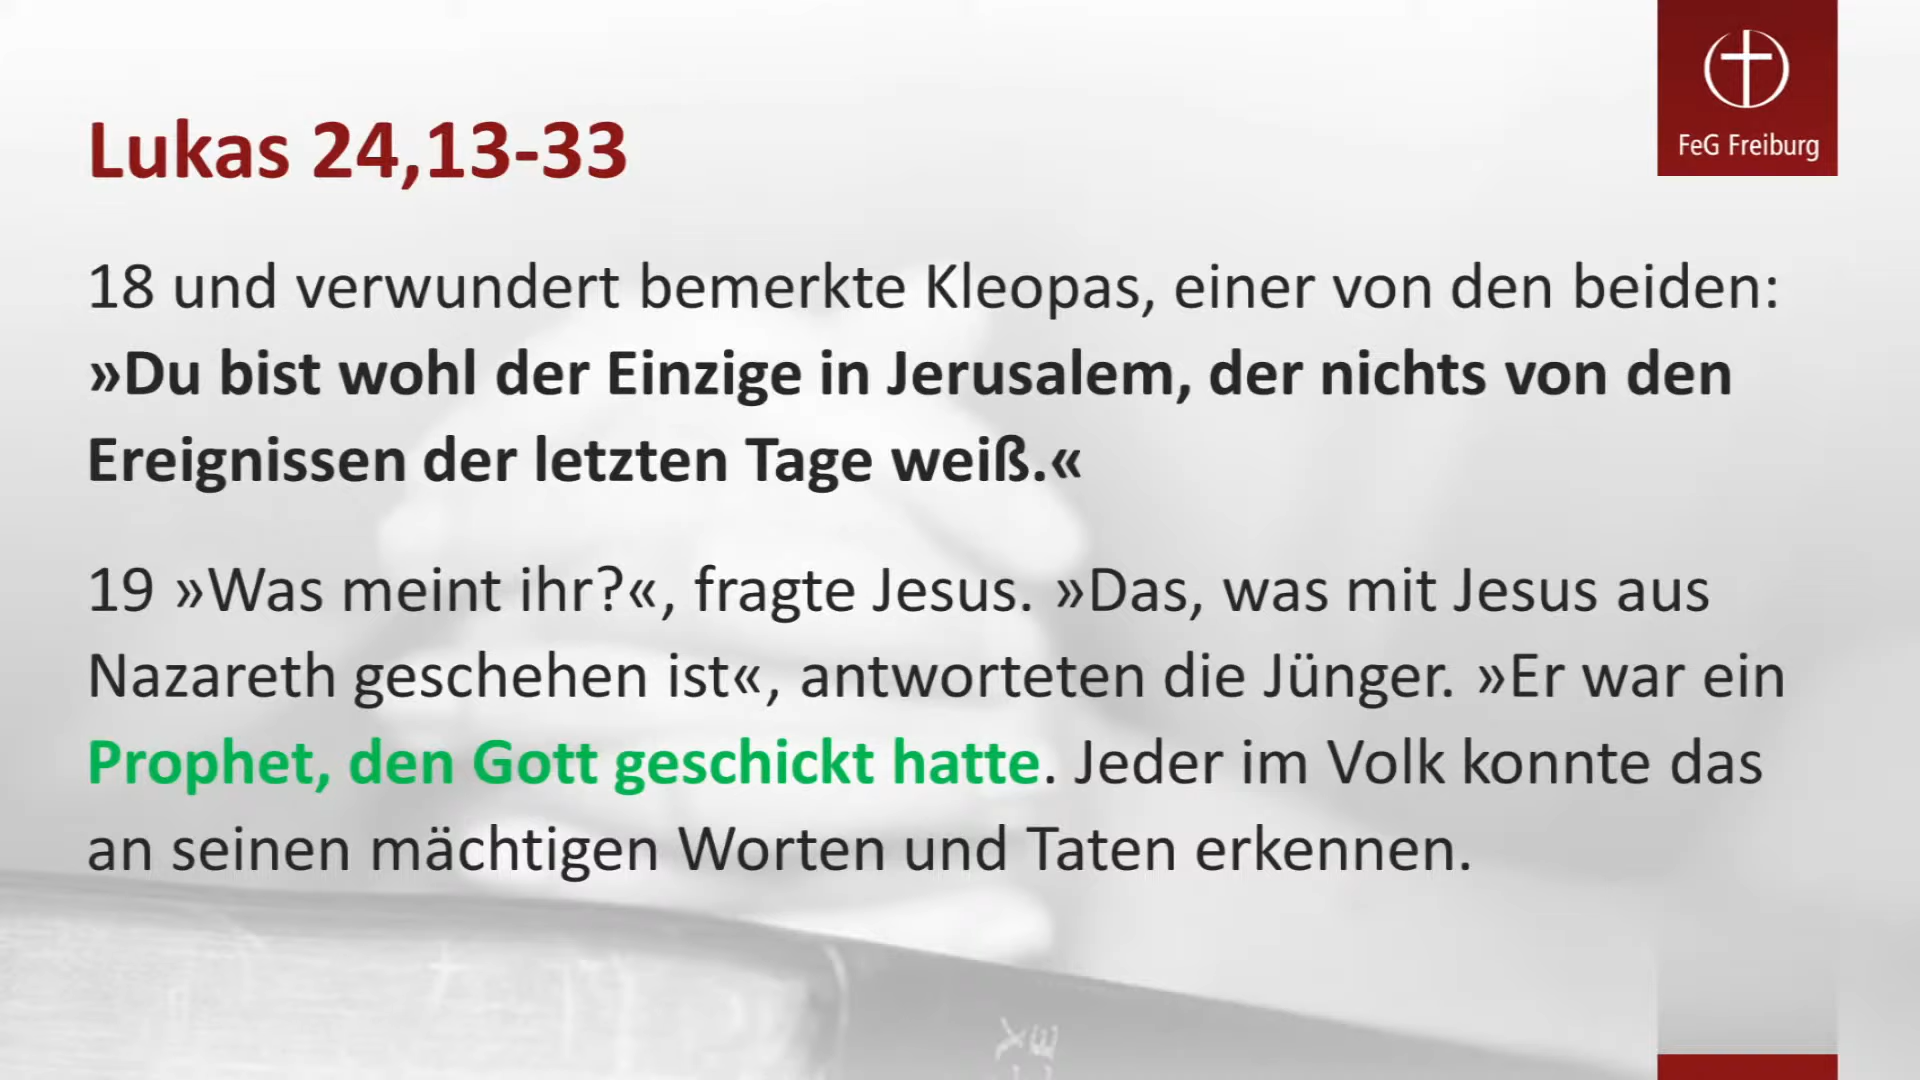 FeG Freiburg
Lukas 24,13-33
18 und verwundert bemerkte Kleopas, einer von den beiden:
»Du bist wohl der Einzige in Jerusalem, der nichts von den
Ereignissen der letzten Tage weiß.«
19 »Was meint ihr?«, fragte Jesus. »Das, was mit Jesus aus
Nazareth geschehen ist«, antworteten die Jünger. »Er war ein
Prophet, den Gott geschickt hatte. Jeder im Volk konnte das
an seinen mächtigen Worten und Taten erkennen.